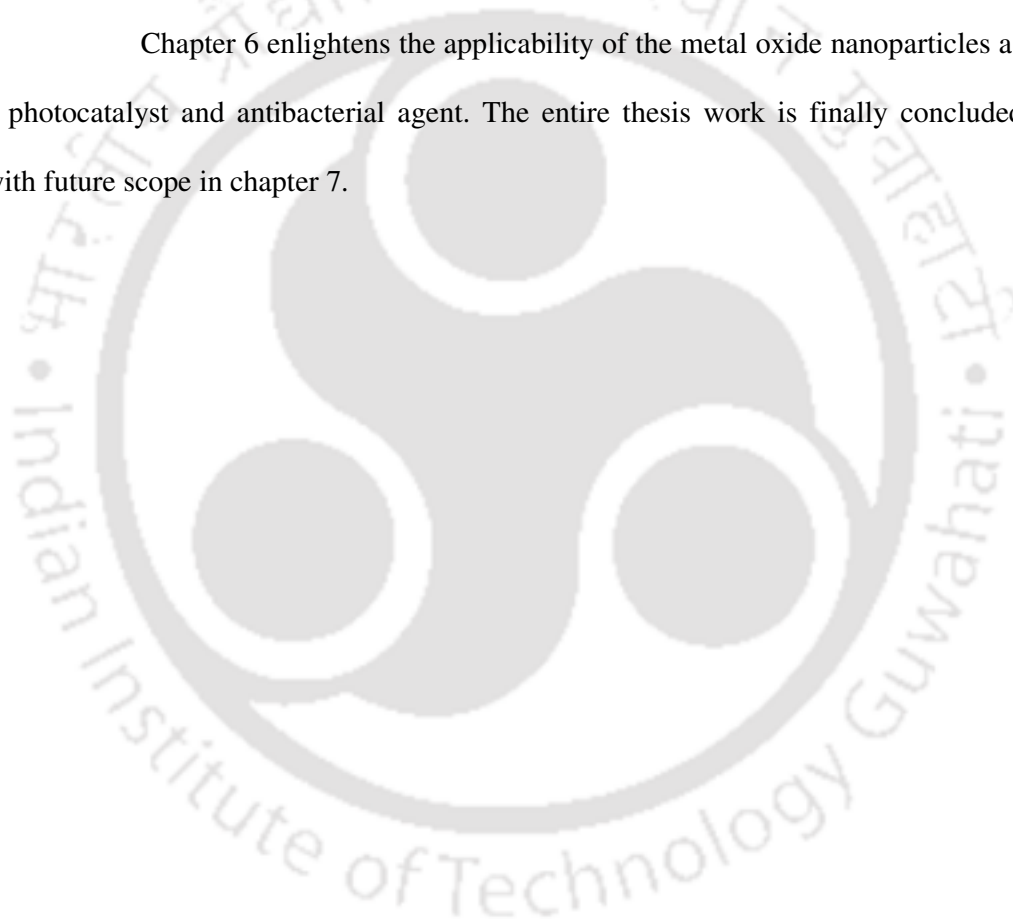 Chapter 6 enlightens the applicability of the metal oxide nanoparticles a
photocatalyst and antibacterial agent. The entire thesis work is finally concluded
with future scope in chapter 7.
Indian Institute of Technology Guwahati